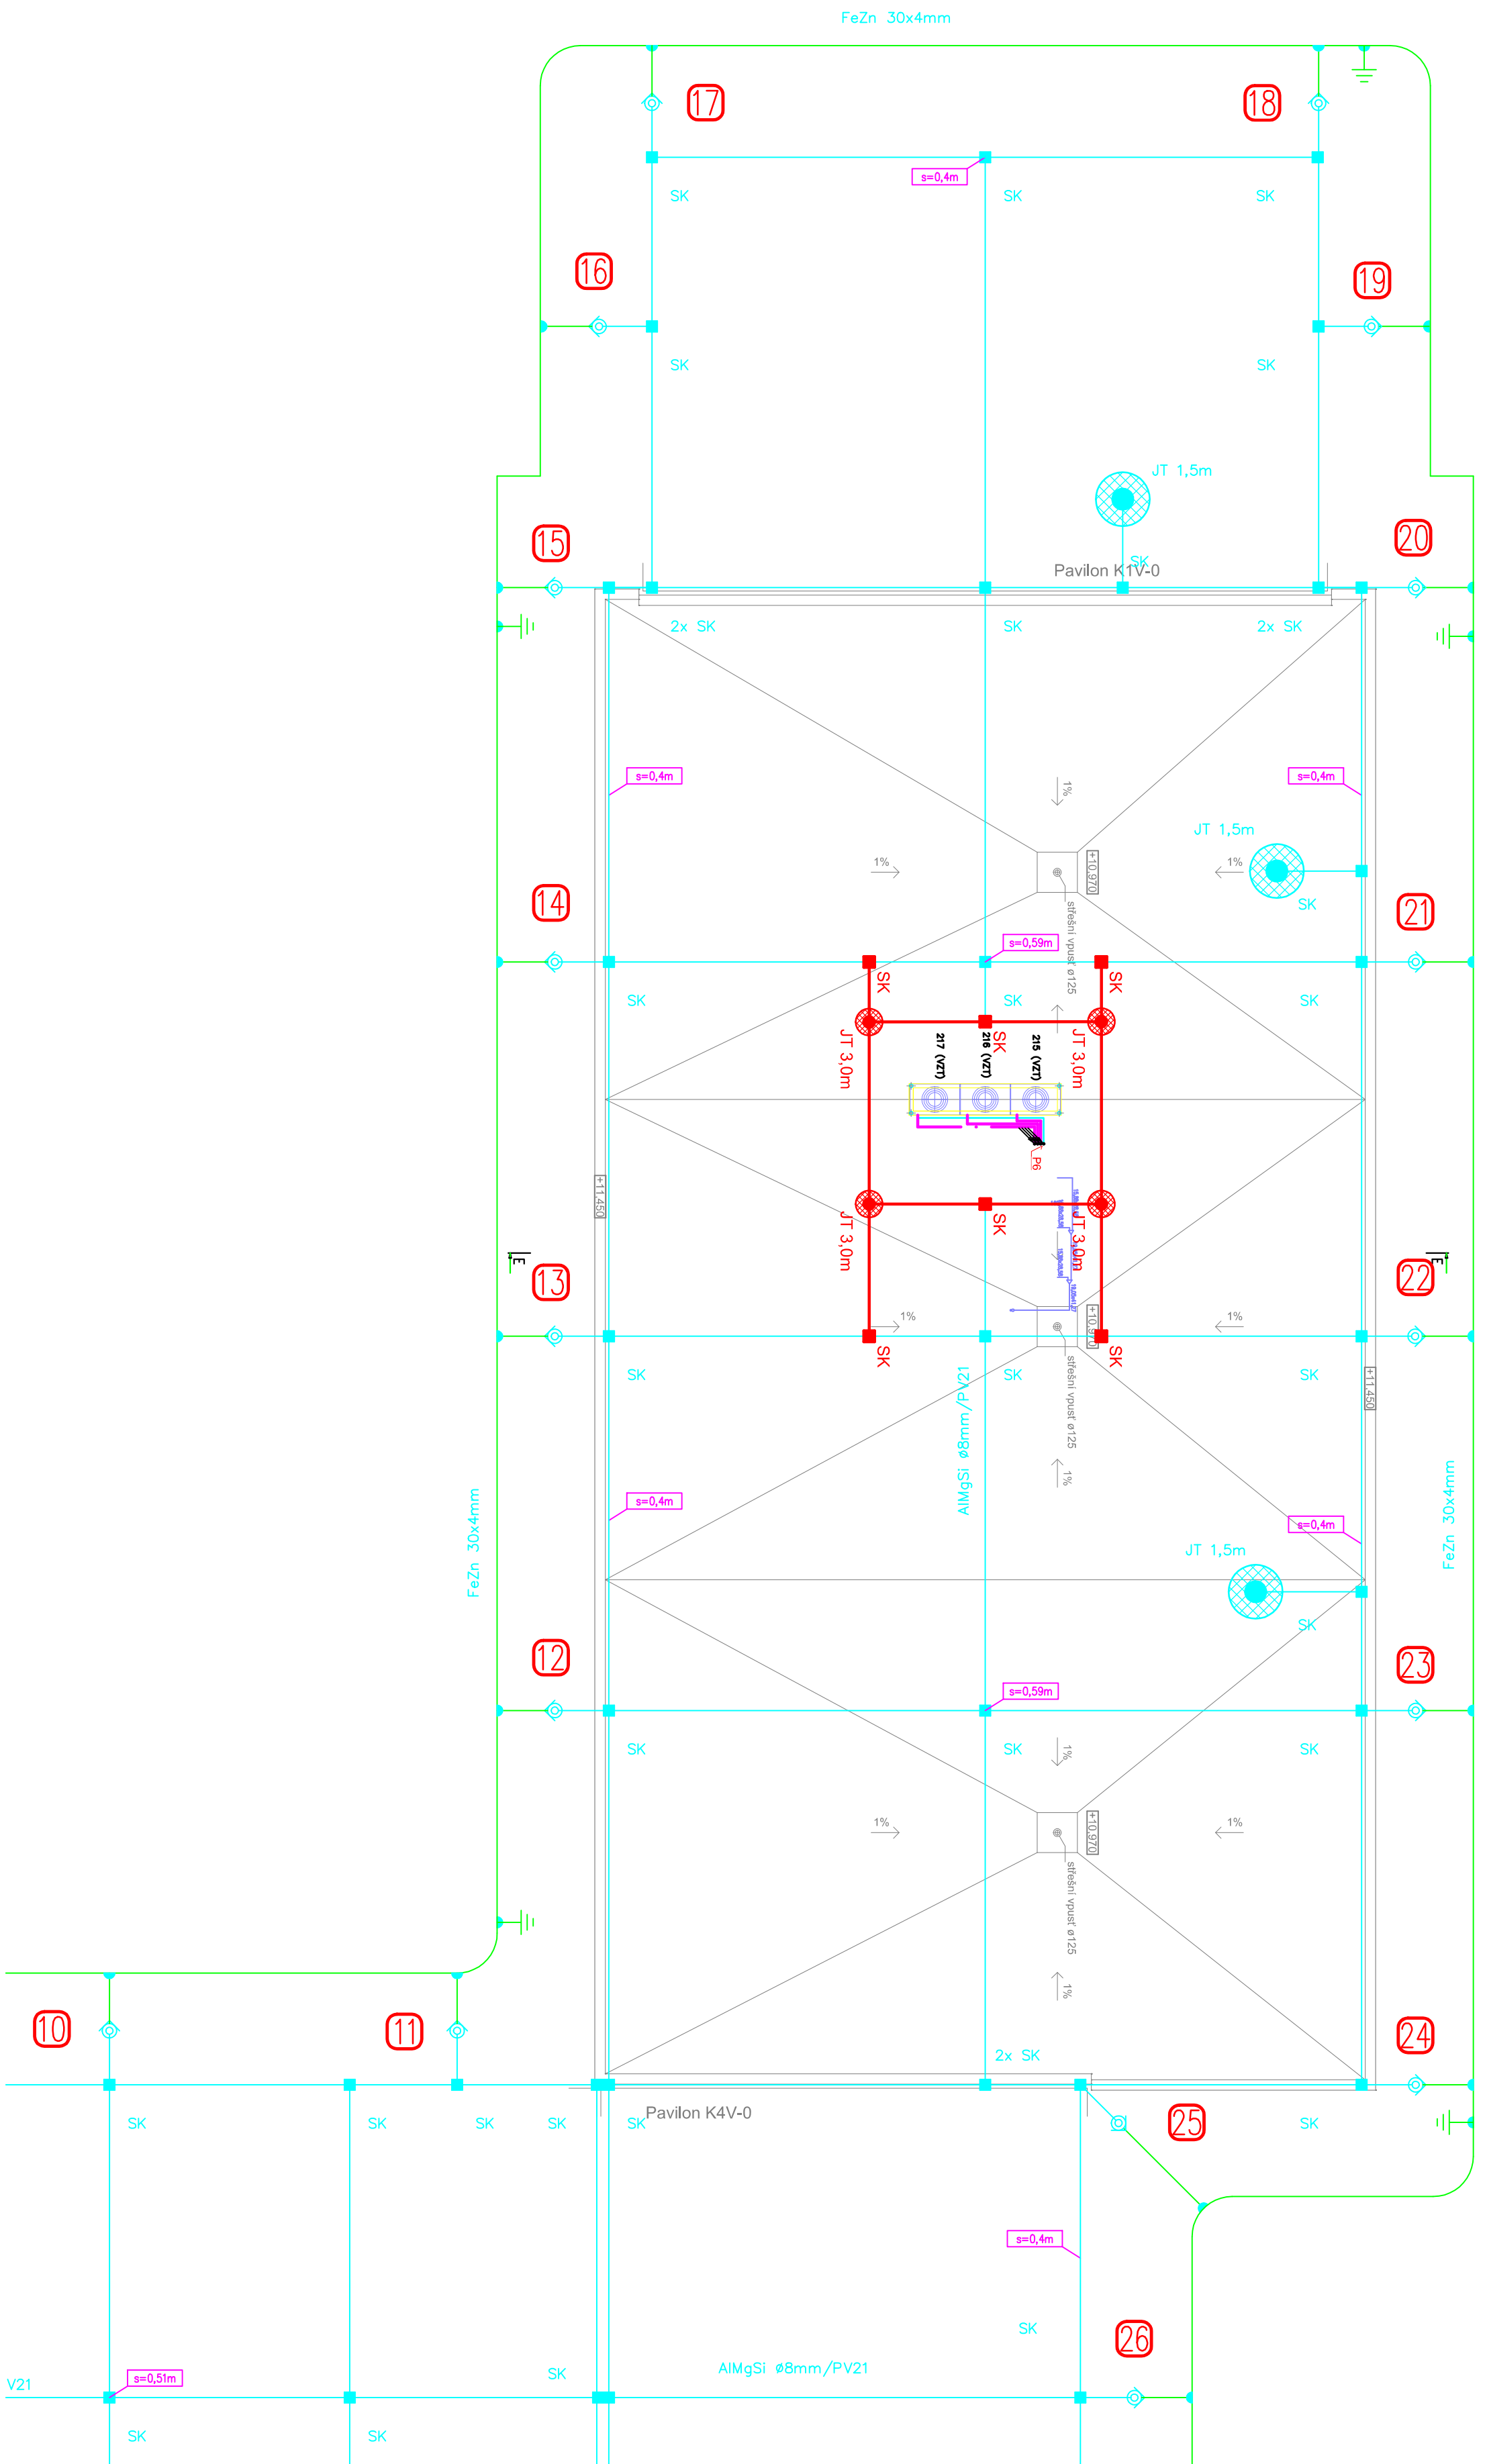 FeZn 30x4mm
17
18
s=0,4m
SK
SK
SK
16
19
SK
SK
JT 1,5m
15
20
SK
Pavilon K1V-0
2x SK
SK
2x SK
s=0,4m
s=0,4m
1%
JT 1,5m
1%
+10,970
1%
14
21
SK
střešní vpusť ø125
s=0,59m
SK
SK
SK
SK
SK
JT 3,0m
SK
JT 3,0m
217 (VZT)
216 (VZT)
215 (VZT)
P6
+11,450
JT 3,0m
SK
JT 3,0m
E
E
13
22
1%
+10,970
1%
SK
SK
SK
SK
SK
+11,450
AlMgSi ø8mm/PV21
střešní vpusť ø125
1%
s=0,4m
s=0,4m
FeZn 30x4mm
FeZn 30x4mm
JT 1,5m
SK
12
23
s=0,59m
SK
SK
SK
1%
1%
+10,970
1%
střešní vpusť ø125
1%
10
11
24
2x SK
Pavilon K4V-0
25
SK
SK
SK
SK
SK
SK
s=0,4m
SK
26
AlMgSi ø8mm/PV21
SK
s=0,51m
V21
SK
SK